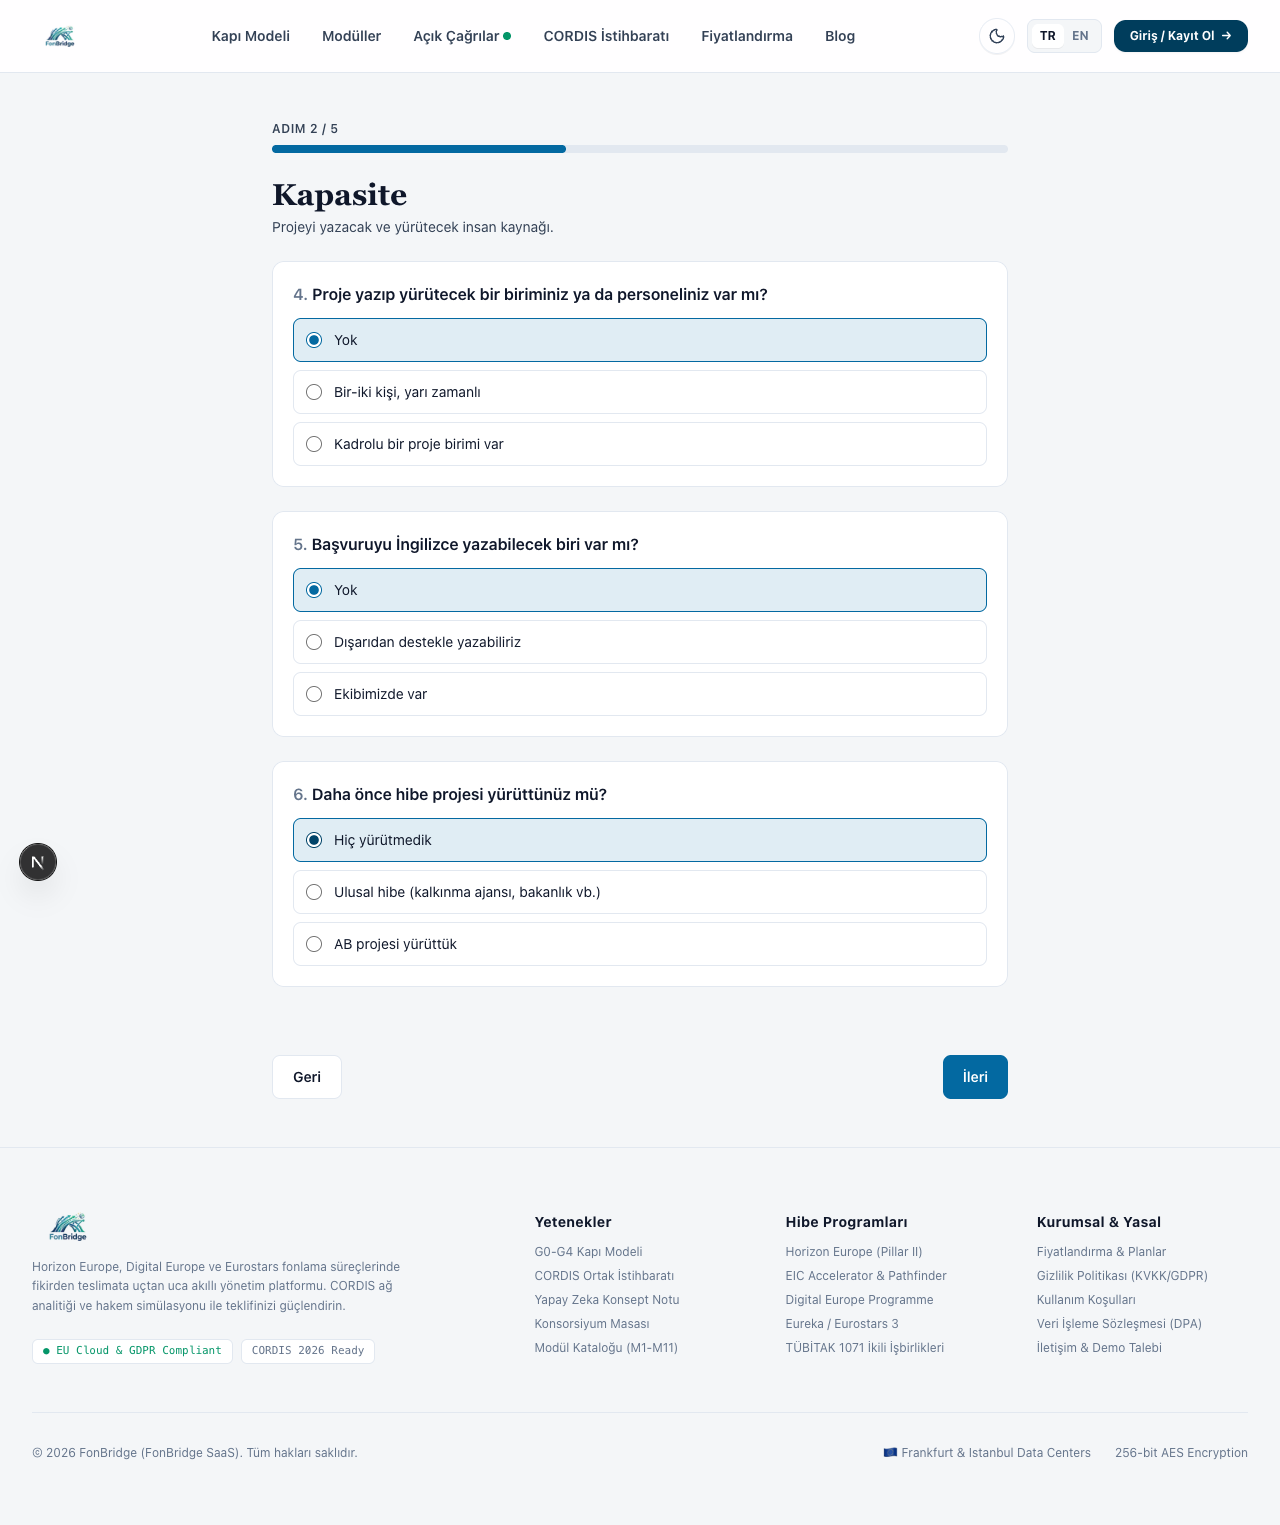 FonBridge
Kapı Modeli
Modüller
Açık Çağrılar
CORDIS İstihbaratı
Fiyatlandırma
Blog
TR
EN
Giriş / Kayıt Ol →
ADIM 2 / 5
Kapasite
Projeyi yazacak ve yürütecek insan kaynağı.
4. Proje yazıp yürütecek bir biriminiz ya da personeliniz var mı?
Yok
Bir-iki kişi, yarı zamanlı
Kadrolu bir proje birimi var
5. Başvuruyu İngilizce yazabilecek biri var mı?
Yok
Dışarıdan destekle yazabiliriz
Ekibimizde var
6. Daha önce hibe projesi yürüttünüz mü?
Hiç yürütmedik
Ulusal hibe (kalkınma ajansı, bakanlık vb.)
AB projesi yürüttük
N
Geri
İleri
FonBridge
Horizon Europe, Digital Europe ve Eurostars fonlama süreçlerinde
fikirden teslimata uçtan uca akıllı yönetim platformu. CORDIS ağ
analitiği ve hakem simülasyonu ile teklifinizi güçlendirin.
● EU Cloud & GDPR Compliant
CORDIS 2026 Ready
Yetenekler
G0-G4 Kapı Modeli
CORDIS Ortak İstihbaratı
Yapay Zeka Konsept Notu
Konsorsiyum Masası
Modül Kataloğu (M1-M11)
Hibe Programları
Horizon Europe (Pillar II)
EIC Accelerator & Pathfinder
Digital Europe Programme
Eureka / Eurostars 3
TÜBİTAK 1071 İkili İşbirlikleri
Kurumsal & Yasal
Fiyatlandırma & Planlar
Gizlilik Politikası (KVKK/GDPR)
Kullanım Koşulları
Veri İşleme Sözleşmesi (DPA)
İletişim & Demo Talebi
© 2026 FonBridge (FonBridge SaaS). Tüm hakları saklıdır.
Frankfurt & Istanbul Data Centers
256-bit AES Encryption